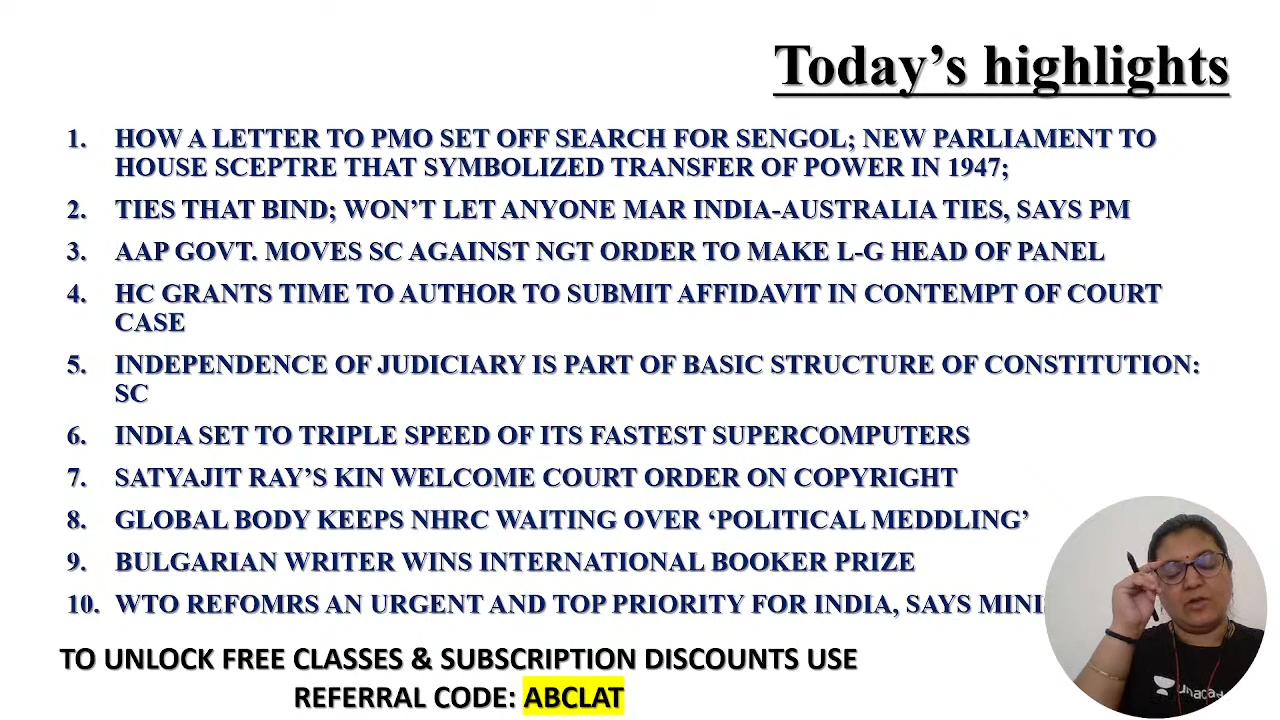 Today's highlights
1. HOW A LETTER TO PMO SET OFF SEARCH FOR SENGOL; NEW PARLIAMENT TO
HOUSE SCEPTRE THAT SYMBOLIZED TRANSFER OF POWER IN 1947;
2. TIES THAT BIND; WON'T LET ANYONE MAR INDIA-AUSTRALIA TIES, SAYS PM
3. AAP GOVT. MOVES SC AGAINST NGT ORDER TO MAKE L-G HEAD OF PANEL
4. HC GRANTS TIME TO AUTHOR TO SUBMIT AFFIDAVIT IN CONTEMPT OF COURT
CASE
5. INDEPENDENCE OF JUDICIARY IS PART OF BASIC STRUCTURE OF CONSTITUTION:
SC
6. INDIA SET TO TRIPLE SPEED OF ITS FASTEST SUPERCOMPUTERS
7. SATYAJIT RAY'S KIN WELCOME COURT ORDER ON COPYRIGHT
8. GLOBAL BODY KEEPS NHRC WAITING OVER ‘POLITICAL MEDDLING’
9. BULGARIAN WRITER WINS INTERNATIONAL BOOKER PRIZE
10. WTO REFOMRS AN URGENT AND TOP PRIORITY FOR INDIA, SAYS
TO UNLOCK FREE CLASSES & SUBSCRIPTION DISCOUNTS USE
REFERRAL CODE: ABCLAT